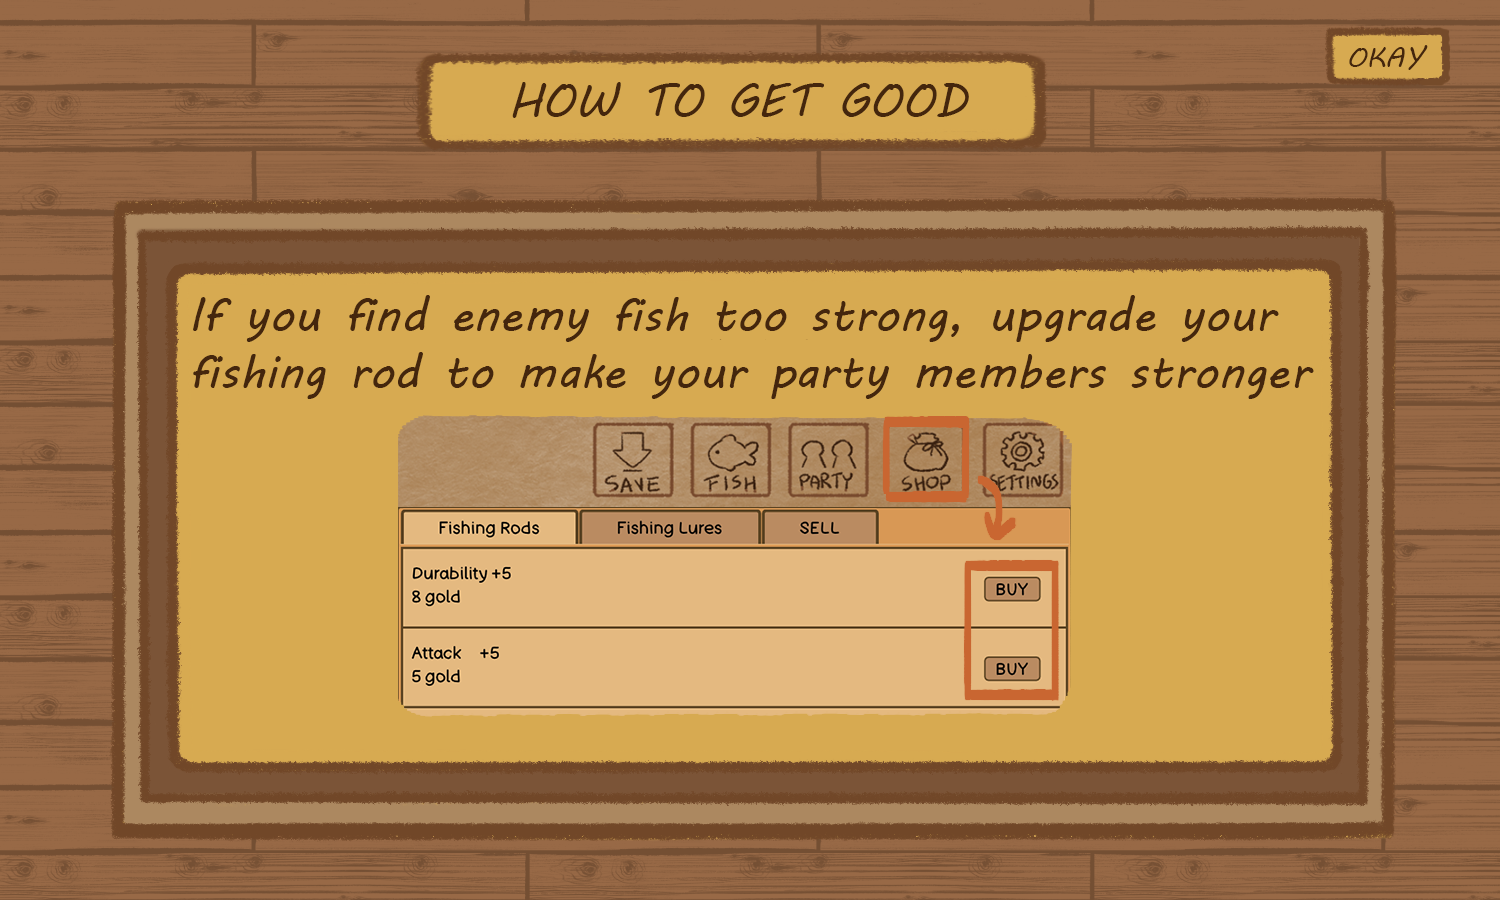 OKAY
HOW TO GET GOOD
If you find enemy fish too strong, upgrade your
fishing rod to make your party members stronger
SAVE FISH PARTY SHOP SETTINGS
Fishing Rods Fishing Lures SELL
Durability +5
8 gold
BUY
Attack +5
5 gold
BUY